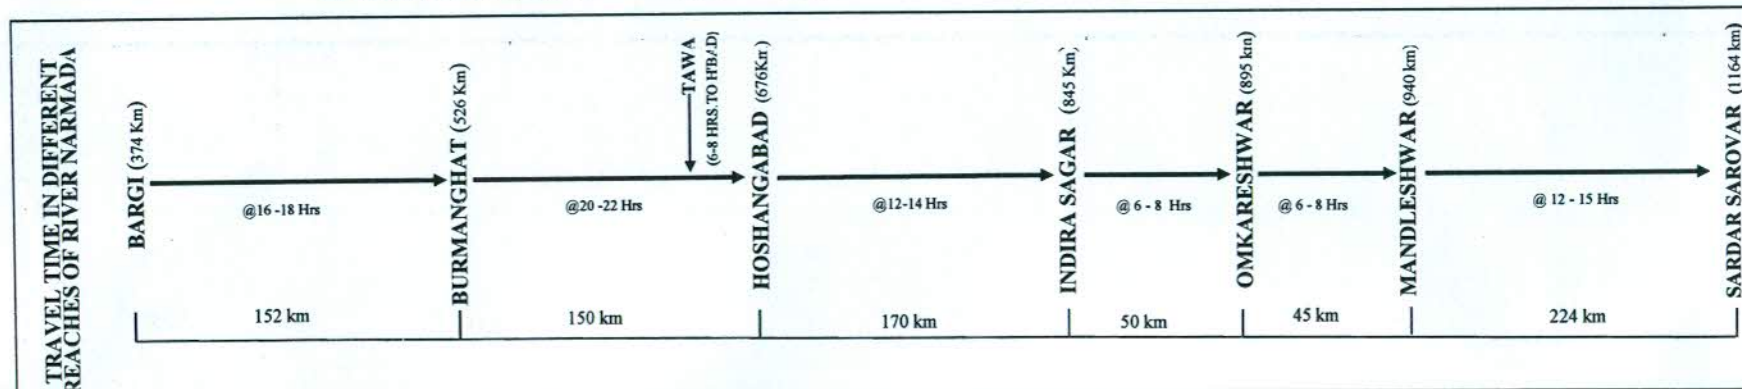 TRAVEL TIME IN DIFFERENT
REACHES OF RIVER NARMADA
BARGI (374 Km)
@16 -18 Hrs
BURMANGHAT (526 Km)
@20 -22 Hrs
TAWA
(6-8 HRS. TO H'BAD)
HOSHANGABAD (676Km)
@12-14 Hrs
INDIRA SAGAR (845 Km)
@ 6 - 8 Hrs
OMKARESHWAR (895 km)
@ 6 - 8 Hrs
MANDLESHWAR (940 km)
@ 12 - 15 Hrs
SARDAR SAROVAR (1164 km)
152 km
150 km
170 km
50 km
45 km
224 km